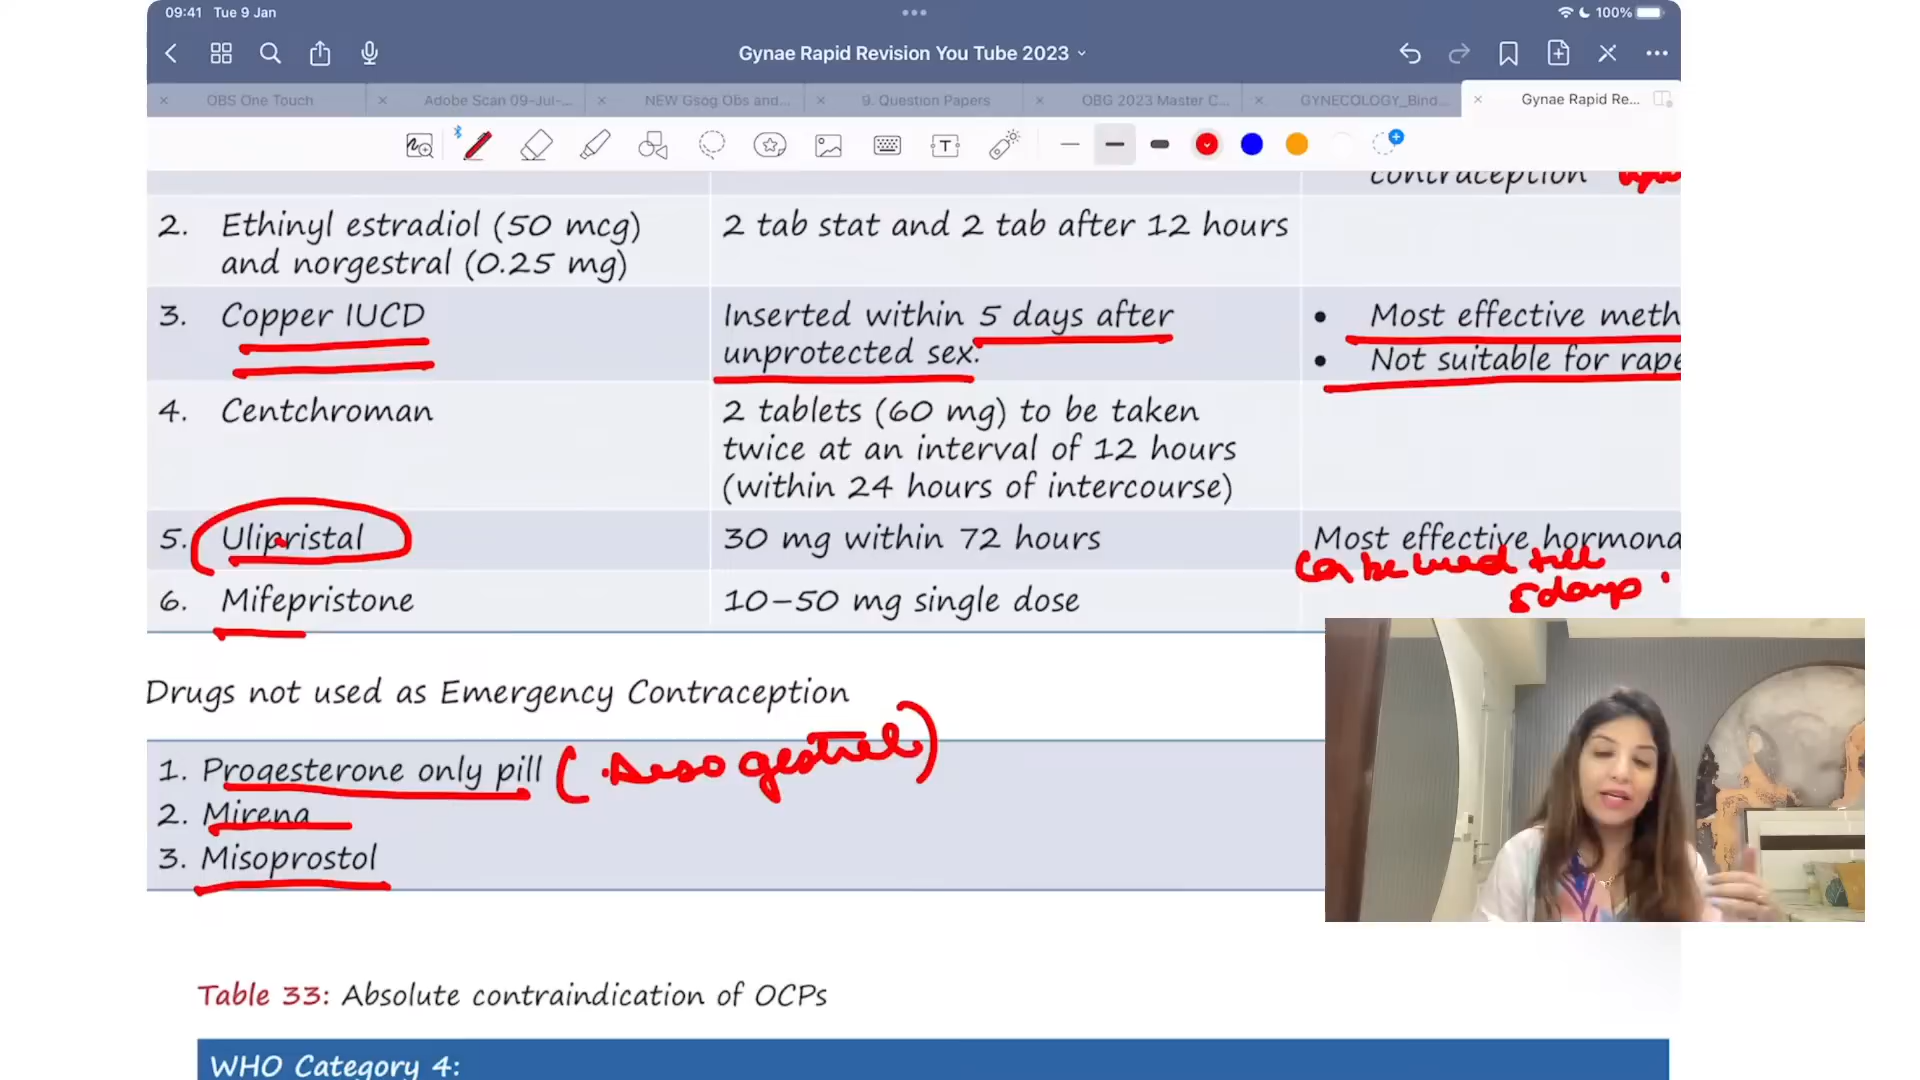 09:41 Tue 9 Jan
100%
Gynae Rapid Revision You Tube 2023
OBS One Touch
Adobe Scan 09-Jul-...
NEW Gsog Obs and...
9. Question Papers
OBG 2023 Master C...
GYNECOLOGY_Bind...
Gynae Rapid Re...
contraception
2. Ethinyl estradiol (50 mcg) and norgestral (0.25 mg)
2 tab stat and 2 tab after 12 hours
3. Copper IUCD
Inserted within 5 days after
unprotected sex.
• Most effective meth
• Not suitable for rape
4. Centchroman
2 tablets (60 mg) to be taken
twice at an interval of 12 hours
(within 24 hours of intercourse)
5. Ulipristal
30 mg within 72 hours
Most effective hormona
can be used till
5 days
6. Mifepristone
10–50 mg single dose
Drugs not used as Emergency Contraception
1. Progesterone only pill (Desogestrel)
2. Mirena
3. Misoprostol
Table 33: Absolute contraindication of OCPs
WHO Category 4: